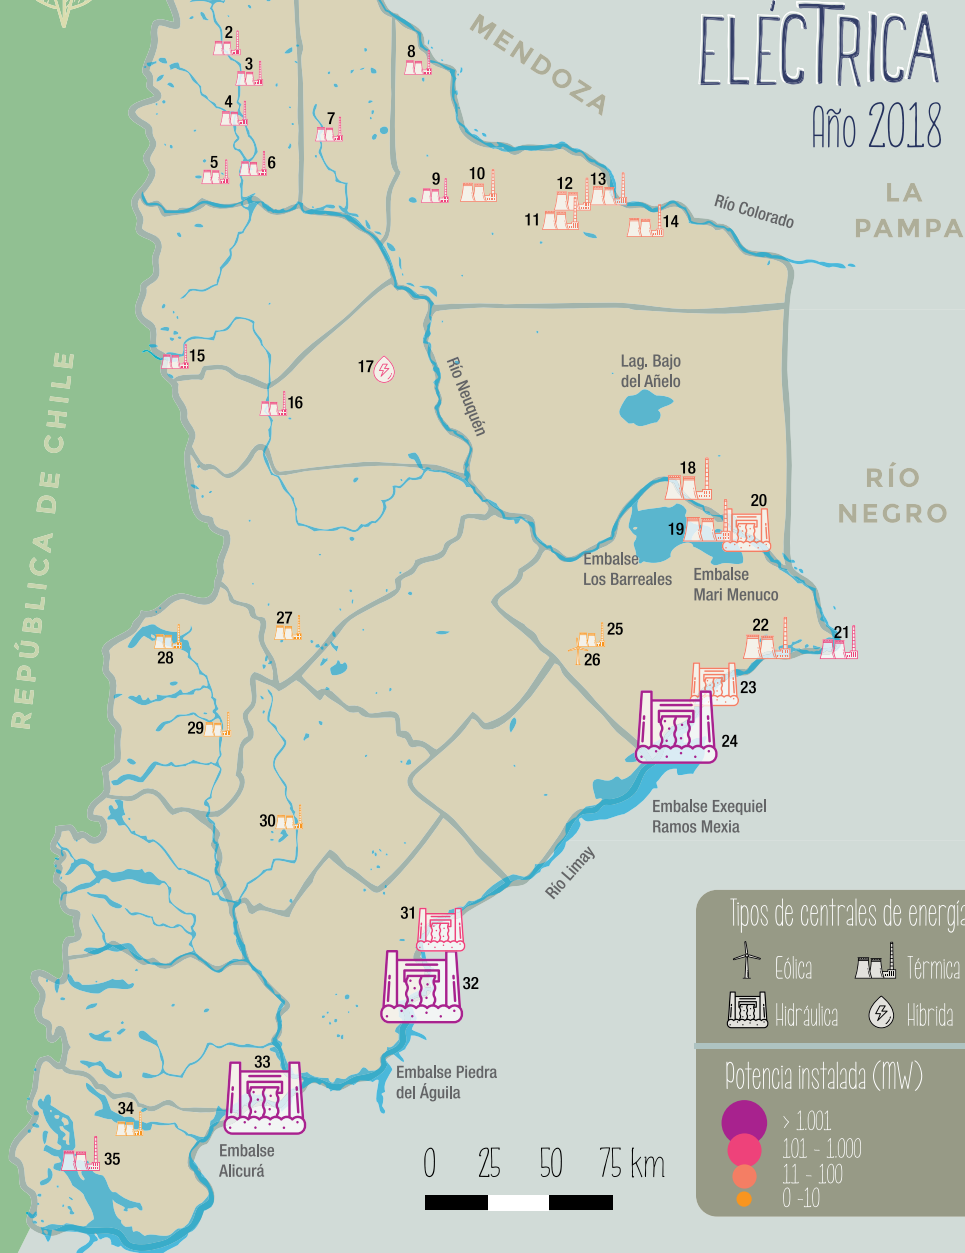 ELÉCTRICA
Año 2018
MENDOZA
LA
PAMPA
RÍO
NEGRO
REPÚBLICA DE CHILE
Río Colorado
2
3
4
5
6
7
8
9
10
11
12
13
14
15
16
17
Río Neuquén
Lag. Bajo
del Añelo
18
19
20
Embalse
Los Barreales
Embalse
Mari Menuco
21
22
23
24
25
26
27
28
29
30
Embalse Exequiel
Ramos Mexia
Río Limay
31
32
33
Embalse Piedra
del Águila
34
35
Embalse
Alicurá
0 25 50 75 km
Tipos de centrales de energía
Eólica
Térmica
Hidráulica
Híbrida
Potencia instalada (MW)
> 1.001
101 - 1.000
11 - 100
0 -10